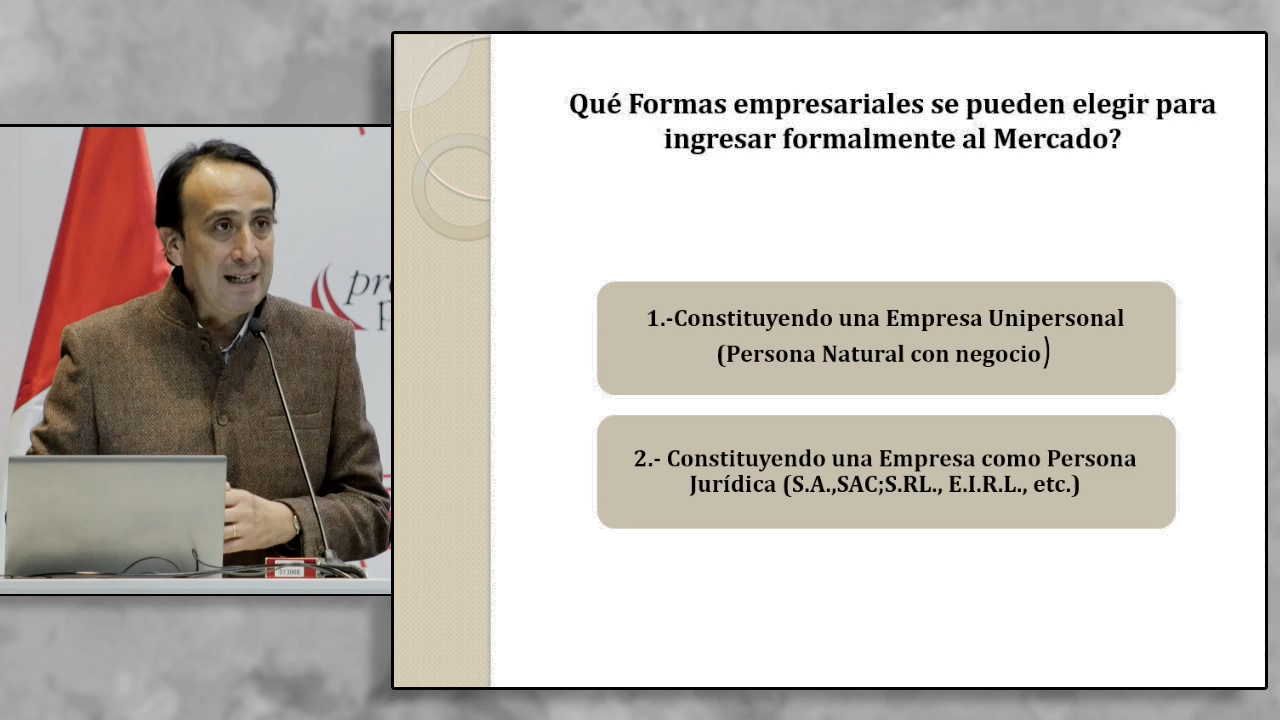 Qué Formas empresariales se pueden elegir para
ingresar formalmente al Mercado?
1.-Constituyendo una Empresa Unipersonal
(Persona Natural con negocio)
2.- Constituyendo una Empresa como Persona
Jurídica (S.A.,SAC;S.RL., E.I.R.L., etc.)